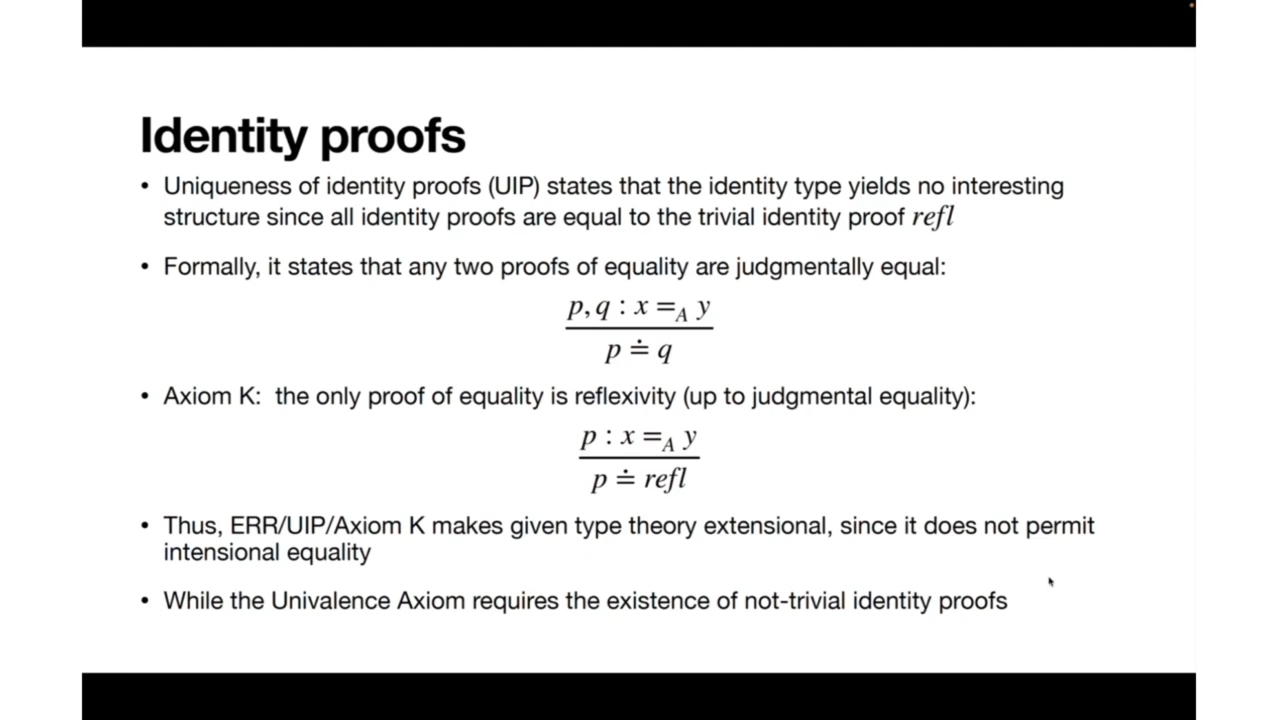 Identity proofs
• Uniqueness of identity proofs (UIP) states that the identity type yields no interesting
structure since all identity proofs are equal to the trivial identity proof refl
• Formally, it states that any two proofs of equality are judgmentally equal:
p, q : x =_A y
p ≐ q
• Axiom K: the only proof of equality is reflexivity (up to judgmental equality):
p : x =_A y
p ≐ refl
• Thus, ERR/UIP/Axiom K makes given type theory extensional, since it does not permit
intensional equality
• While the Univalence Axiom requires the existence of not-trivial identity proofs